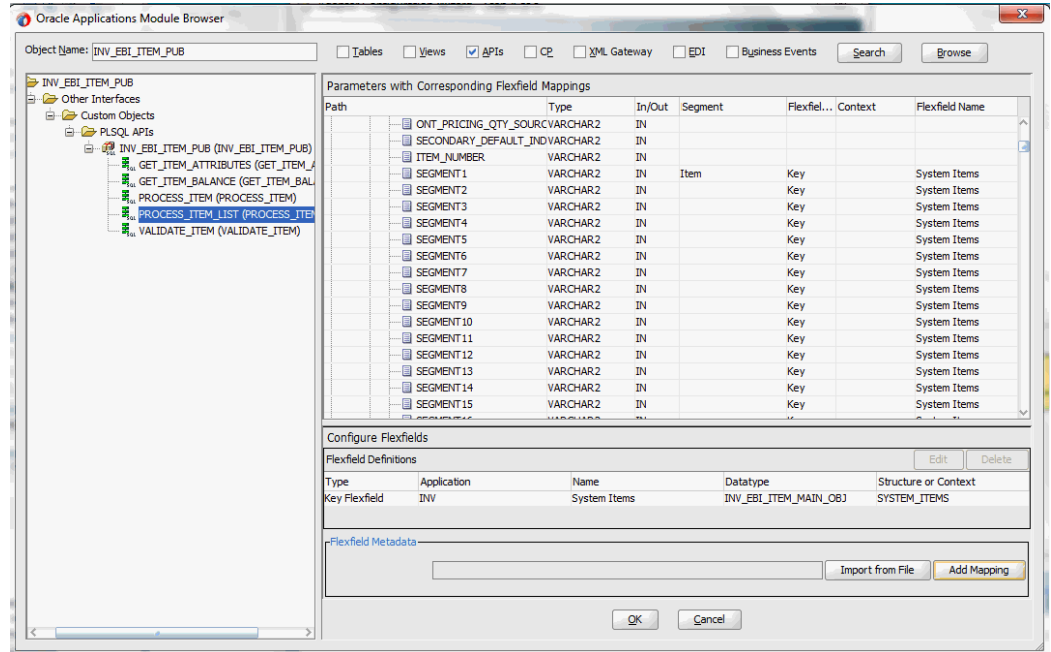 Oracle Applications Module Browser
Object Name: INV_EBI_ITEM_PUB Tables Views APIs CP XML Gateway EDI Business Events Search Browse
INV_EBI_ITEM_PUB
Other Interfaces
Custom Objects
PLSQL APIs
INV_EBI_ITEM_PUB (INV_EBI_ITEM_PUB)
GET_ITEM_ATTRIBUTES (GET_ITEM_A
GET_ITEM_BALANCE (GET_ITEM_BAL
PROCESS_ITEM (PROCESS_ITEM)
PROCESS_ITEM_LIST (PROCESS_ITEM
VALIDATE_ITEM (VALIDATE_ITEM)
Parameters with Corresponding Flexfield Mappings
Path Type In/Out Segment Flexfiel... Context Flexfield Name
ONT_PRICING_QTY_SOURC VARCHAR2 IN
SECONDARY_DEFAULT_IND VARCHAR2 IN
ITEM_NUMBER VARCHAR2 IN
SEGMENT1 VARCHAR2 IN Item Key System Items
SEGMENT2 VARCHAR2 IN Key System Items
SEGMENT3 VARCHAR2 IN Key System Items
SEGMENT4 VARCHAR2 IN Key System Items
SEGMENT5 VARCHAR2 IN Key System Items
SEGMENT6 VARCHAR2 IN Key System Items
SEGMENT7 VARCHAR2 IN Key System Items
SEGMENT8 VARCHAR2 IN Key System Items
SEGMENT9 VARCHAR2 IN Key System Items
SEGMENT10 VARCHAR2 IN Key System Items
SEGMENT11 VARCHAR2 IN Key System Items
SEGMENT12 VARCHAR2 IN Key System Items
SEGMENT13 VARCHAR2 IN Key System Items
SEGMENT14 VARCHAR2 IN Key System Items
SEGMENT15 VARCHAR2 IN Key System Items
Configure Flexfields
Flexfield Definitions Edit Delete
Type Application Name Datatype Structure or Context
Key Flexfield INV System Items INV_EBI_ITEM_MAIN_OBJ SYSTEM_ITEMS
Flexfield Metadata
Import from File Add Mapping
OK Cancel